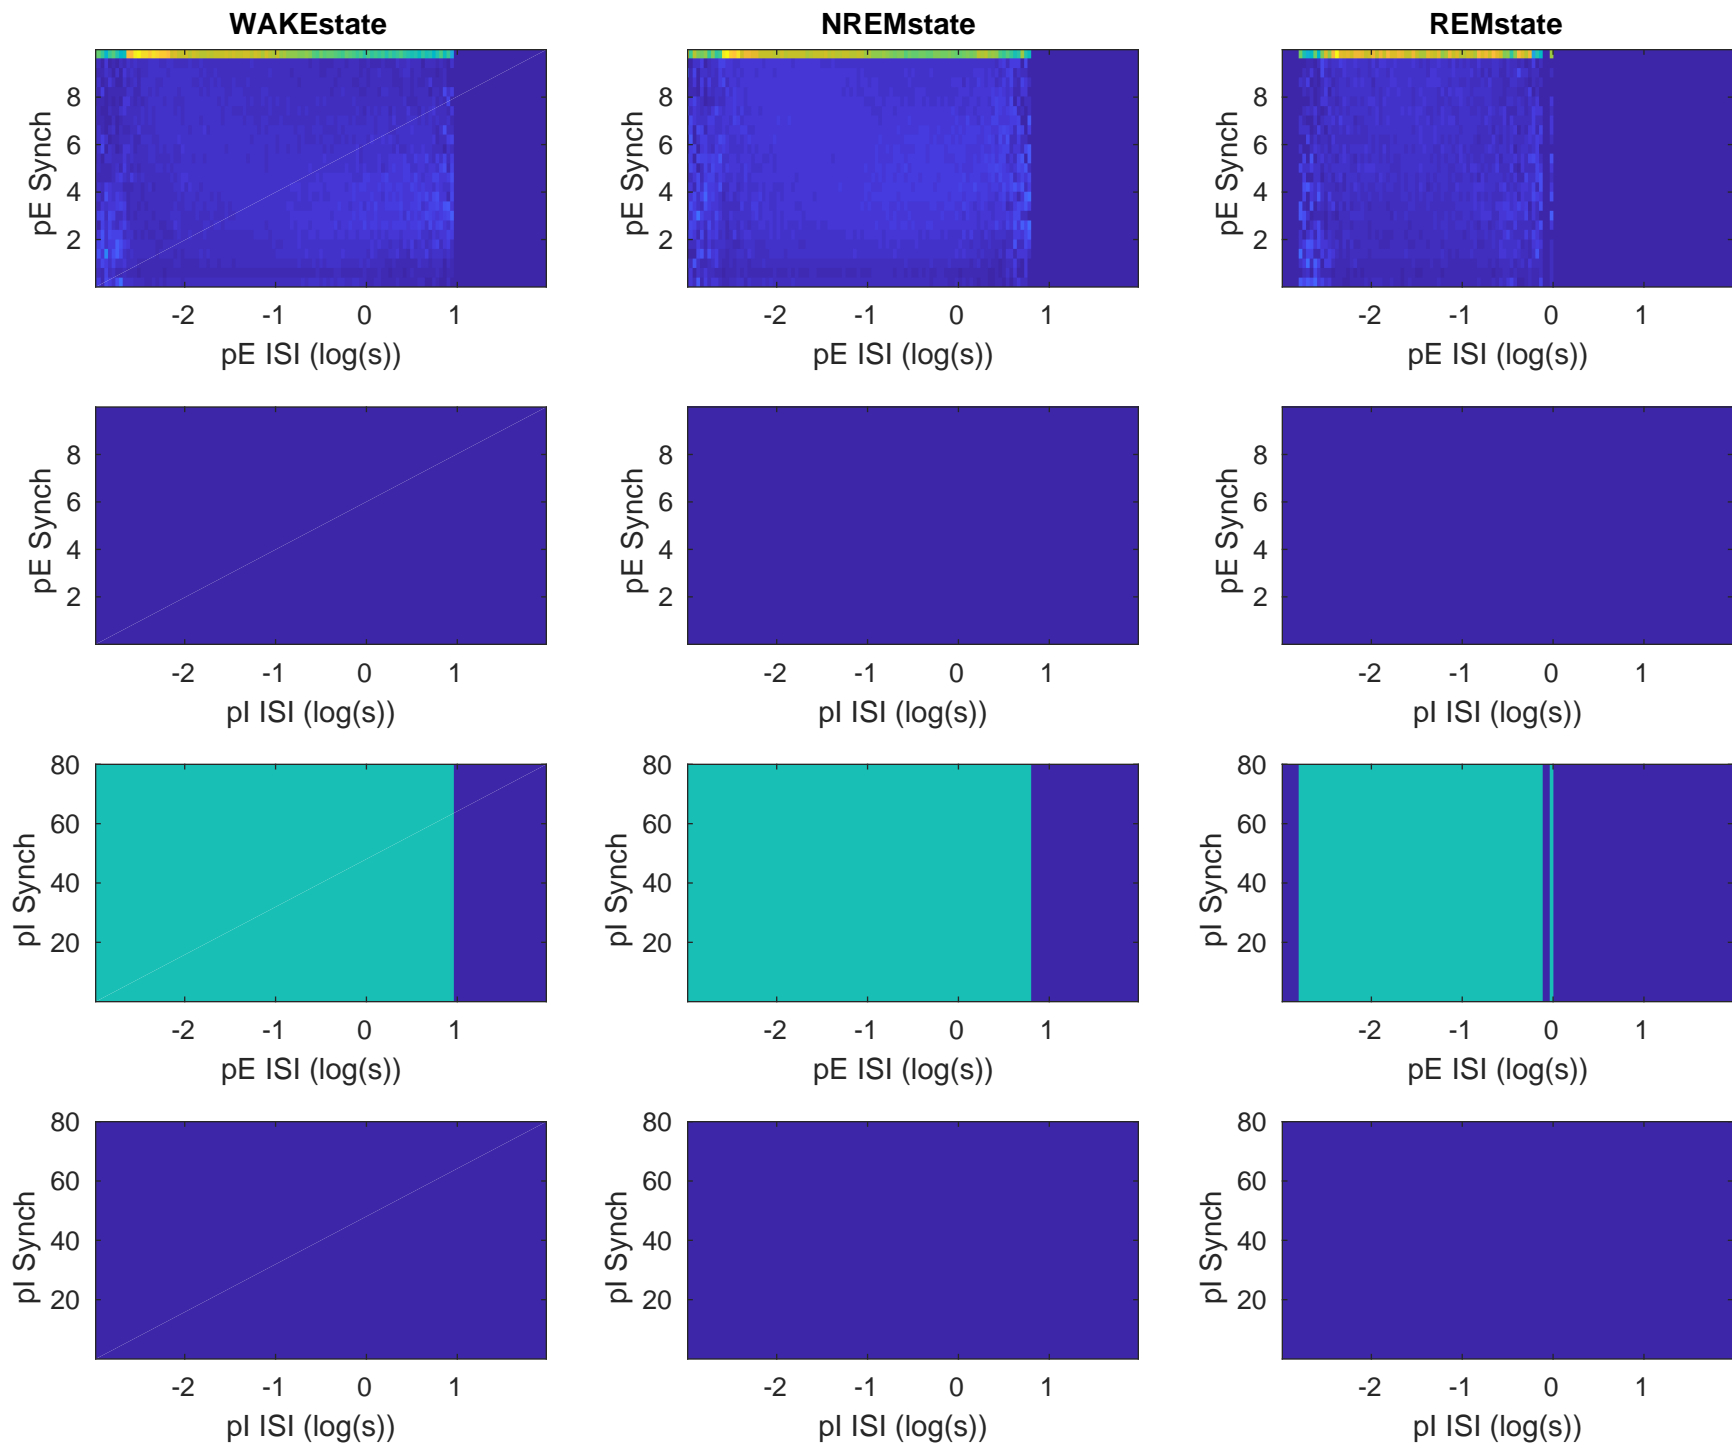 WAKEstate NREMstate REMstate
8 8 8
6 6 6
4 4 4
2 2 2
pE Synch pE Synch pE Synch
-2 -1 0 1 -2 -1 0 1 -2 -1 0 1
pE ISI (log(s)) pE ISI (log(s)) pE ISI (log(s))
8 8 8
6 6 6
4 4 4
2 2 2
pE Synch pE Synch pE Synch
-2 -1 0 1 -2 -1 0 1 -2 -1 0 1
pI ISI (log(s)) pI ISI (log(s)) pI ISI (log(s))
80 80 80
60 60 60
40 40 40
20 20 20
pI Synch pI Synch pI Synch
-2 -1 0 1 -2 -1 0 1 -2 -1 0 1
pE ISI (log(s)) pE ISI (log(s)) pE ISI (log(s))
80 80 80
60 60 60
40 40 40
20 20 20
pI Synch pI Synch pI Synch
-2 -1 0 1 -2 -1 0 1 -2 -1 0 1
pI ISI (log(s)) pI ISI (log(s)) pI ISI (log(s))